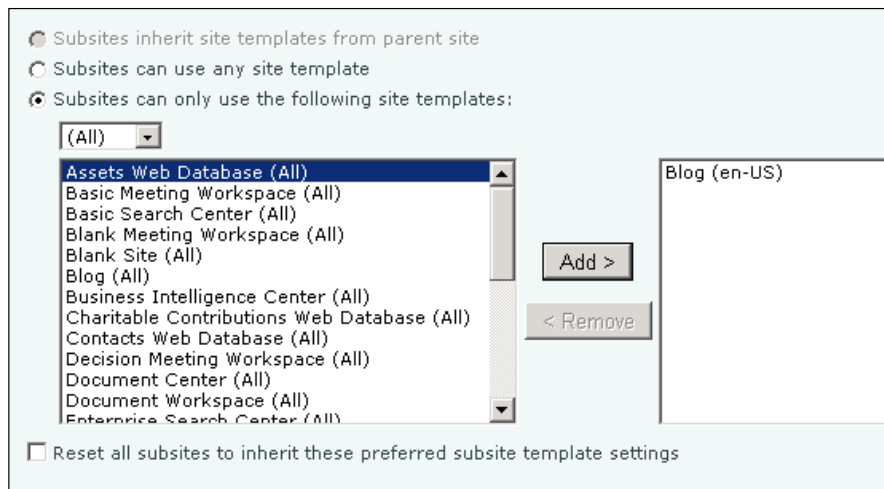 Subsites inherit site templates from parent site
Subsites can use any site template
Subsites can only use the following site templates:
(All)
Assets Web Database (All)
Basic Meeting Workspace (All)
Basic Search Center (All)
Blank Meeting Workspace (All)
Blank Site (All)
Blog (All)
Business Intelligence Center (All)
Charitable Contributions Web Database (All)
Contacts Web Database (All)
Decision Meeting Workspace (All)
Document Center (All)
Document Workspace (All)
Enterprise Search Center (All)
Add >
< Remove
Blog (en-US)
Reset all subsites to inherit these preferred subsite template settings